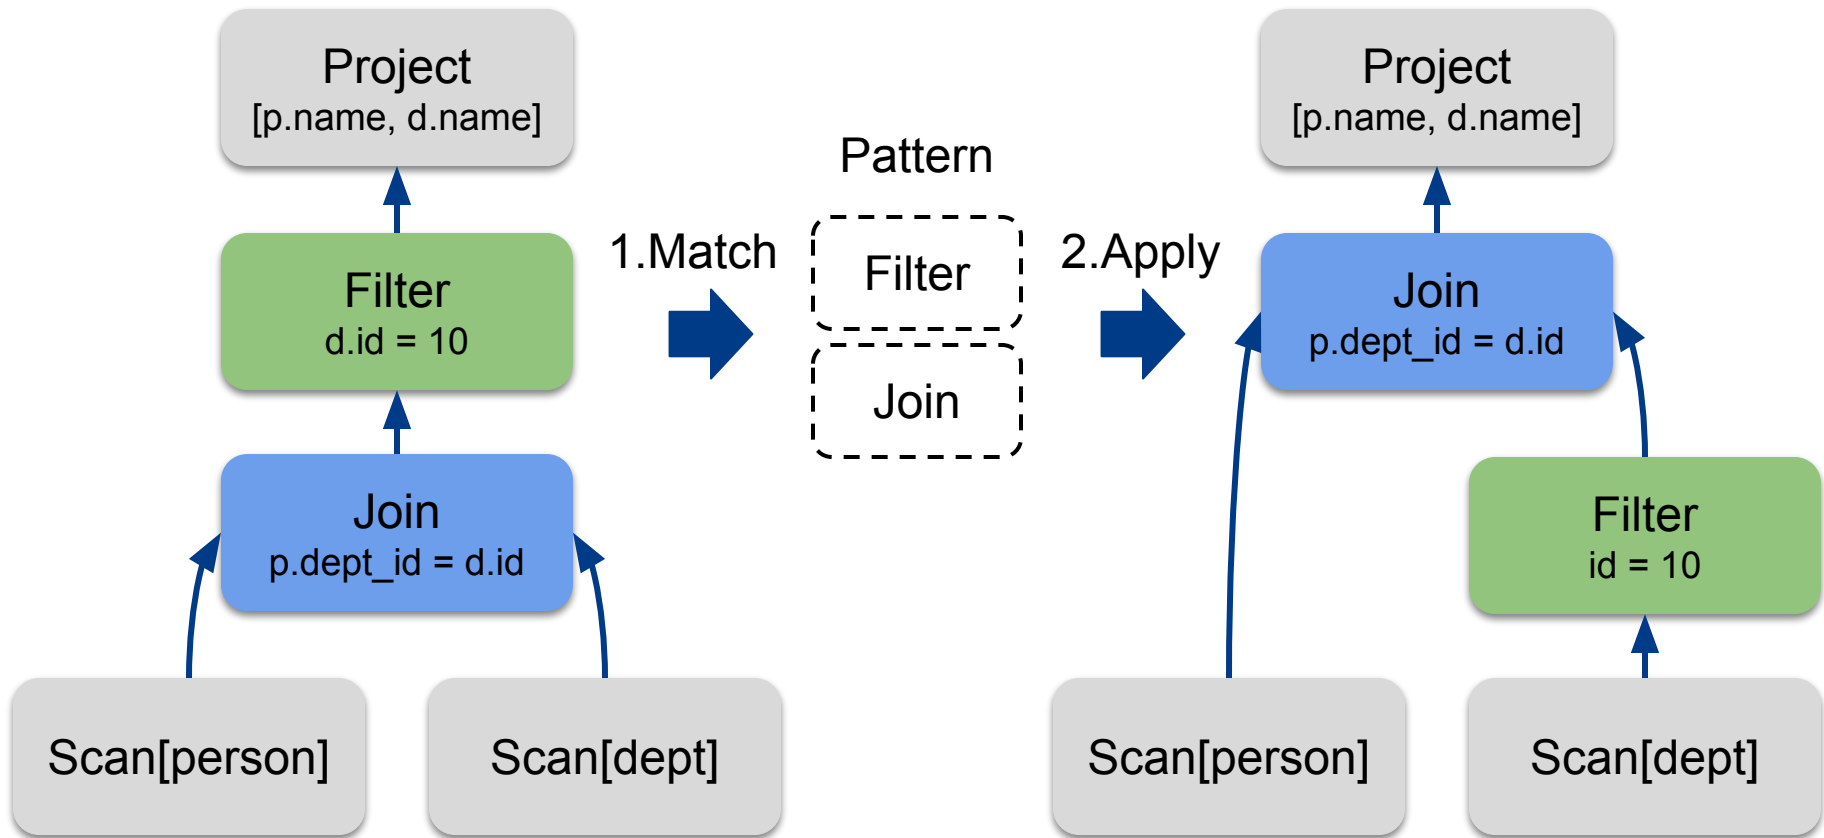 Project
[p.name, d.name]
Filter
d.id = 10
Join
p.dept_id = d.id
Scan[person]
Scan[dept]
1.Match
Pattern
Filter
Join
2.Apply
Project
[p.name, d.name]
Join
p.dept_id = d.id
Filter
id = 10
Scan[person]
Scan[dept]